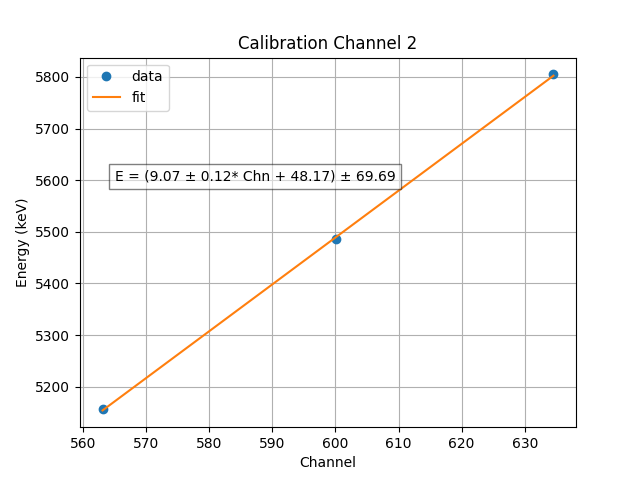 Calibration Channel 2
data
fit
E = (9.07 ± 0.12* Chn + 48.17) ± 69.69
Energy (keV)
5800
5700
5600
5500
5400
5300
5200
560 570 580 590 600 610 620 630
Channel